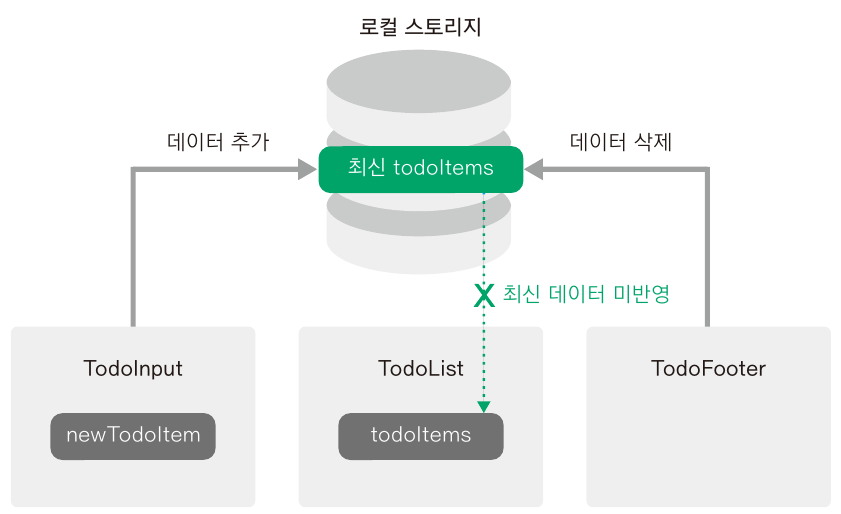 로컬 스토리지
데이터 추가
데이터 삭제
최신 todoItems
X 최신 데이터 미반영
TodoInput
TodoList
TodoFooter
newTodoItem
todoItems